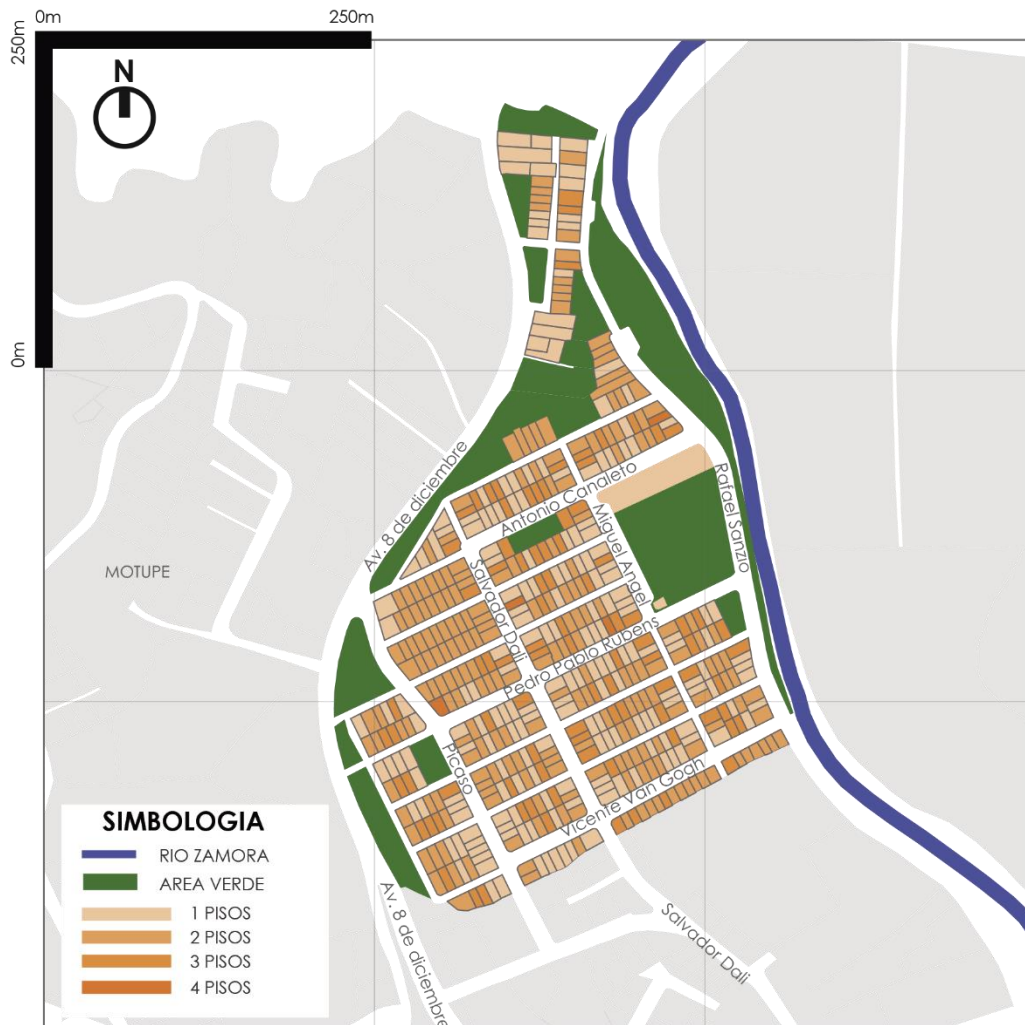 0m
250m
250m
N
0m
Av. 8 de diciembre
Antonio Canaleto
Miguel Angel
Rafael Sanzio
MOTUPE
Salvador Dali
Pedro Pablo Rubens
Picaso
Vicente Van Gogh
SIMBOLOGIA
RIO ZAMORA
AREA VERDE
1 PISOS
2 PISOS
3 PISOS
4 PISOS
Av. 8 de diciembre
Salvador Dali